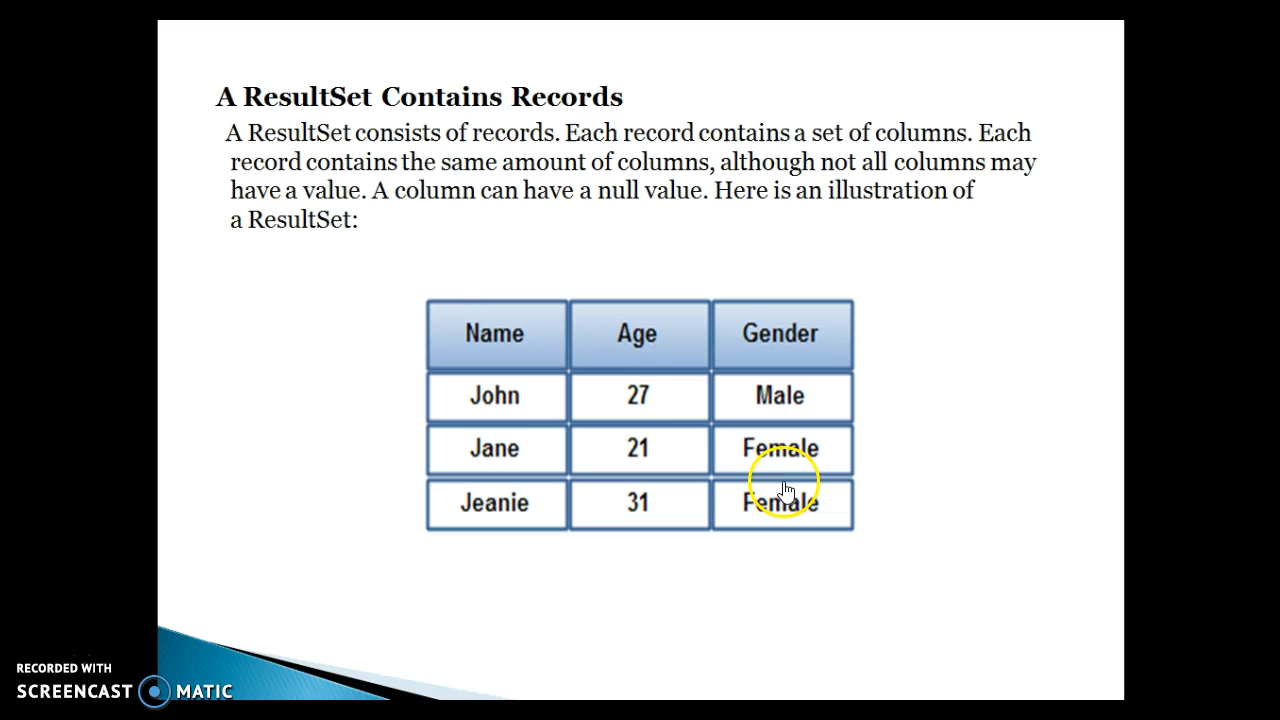 A ResultSet Contains Records
A ResultSet consists of records. Each record contains a set of columns. Each
record contains the same amount of columns, although not all columns may
have a value. A column can have a null value. Here is an illustration of
a ResultSet:
Name Age Gender
John 27 Male
Jane 21 Female
Jeanie 31 Female
RECORDED WITH
SCREENCAST MATIC